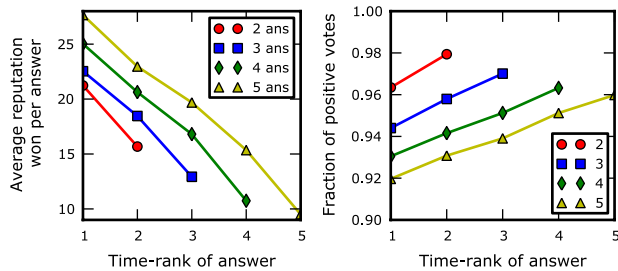 Average reputation
won per answer
25
20
15
10
2 ans
3 ans
4 ans
5 ans
1 2 3 4 5
Time-rank of answer
Fraction of positive votes
1.00
0.98
0.96
0.94
0.92
0.90
2
3
4
5
1 2 3 4 5
Time-rank of answer